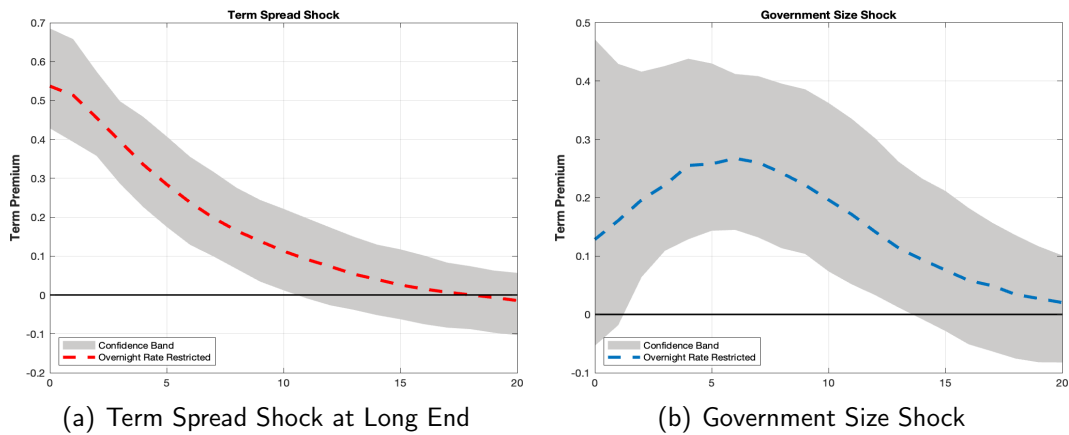 Term Spread Shock
0.7
0.6
0.5
0.4
0.3
0.2
0.1
0
-0.1
-0.2
Term Premium
Confidence Band
Overnight Rate Restricted
0 5 10 15 20
(a) Term Spread Shock at Long End
Government Size Shock
0.5
0.4
0.3
0.2
0.1
0
-0.1
Term Premium
Confidence Band
Overnight Rate Restricted
0 5 10 15 20
(b) Government Size Shock